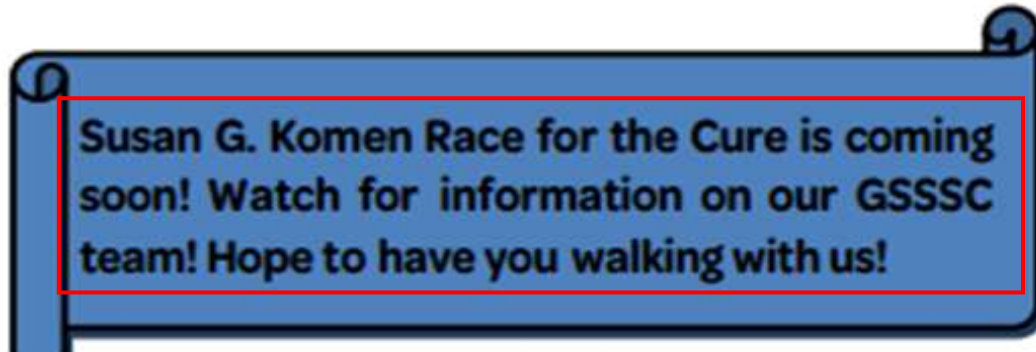 Susan G. Komen Race for the Cure is coming
soon! Watch for information on our GSSSC
team! Hope to have you walking with us!